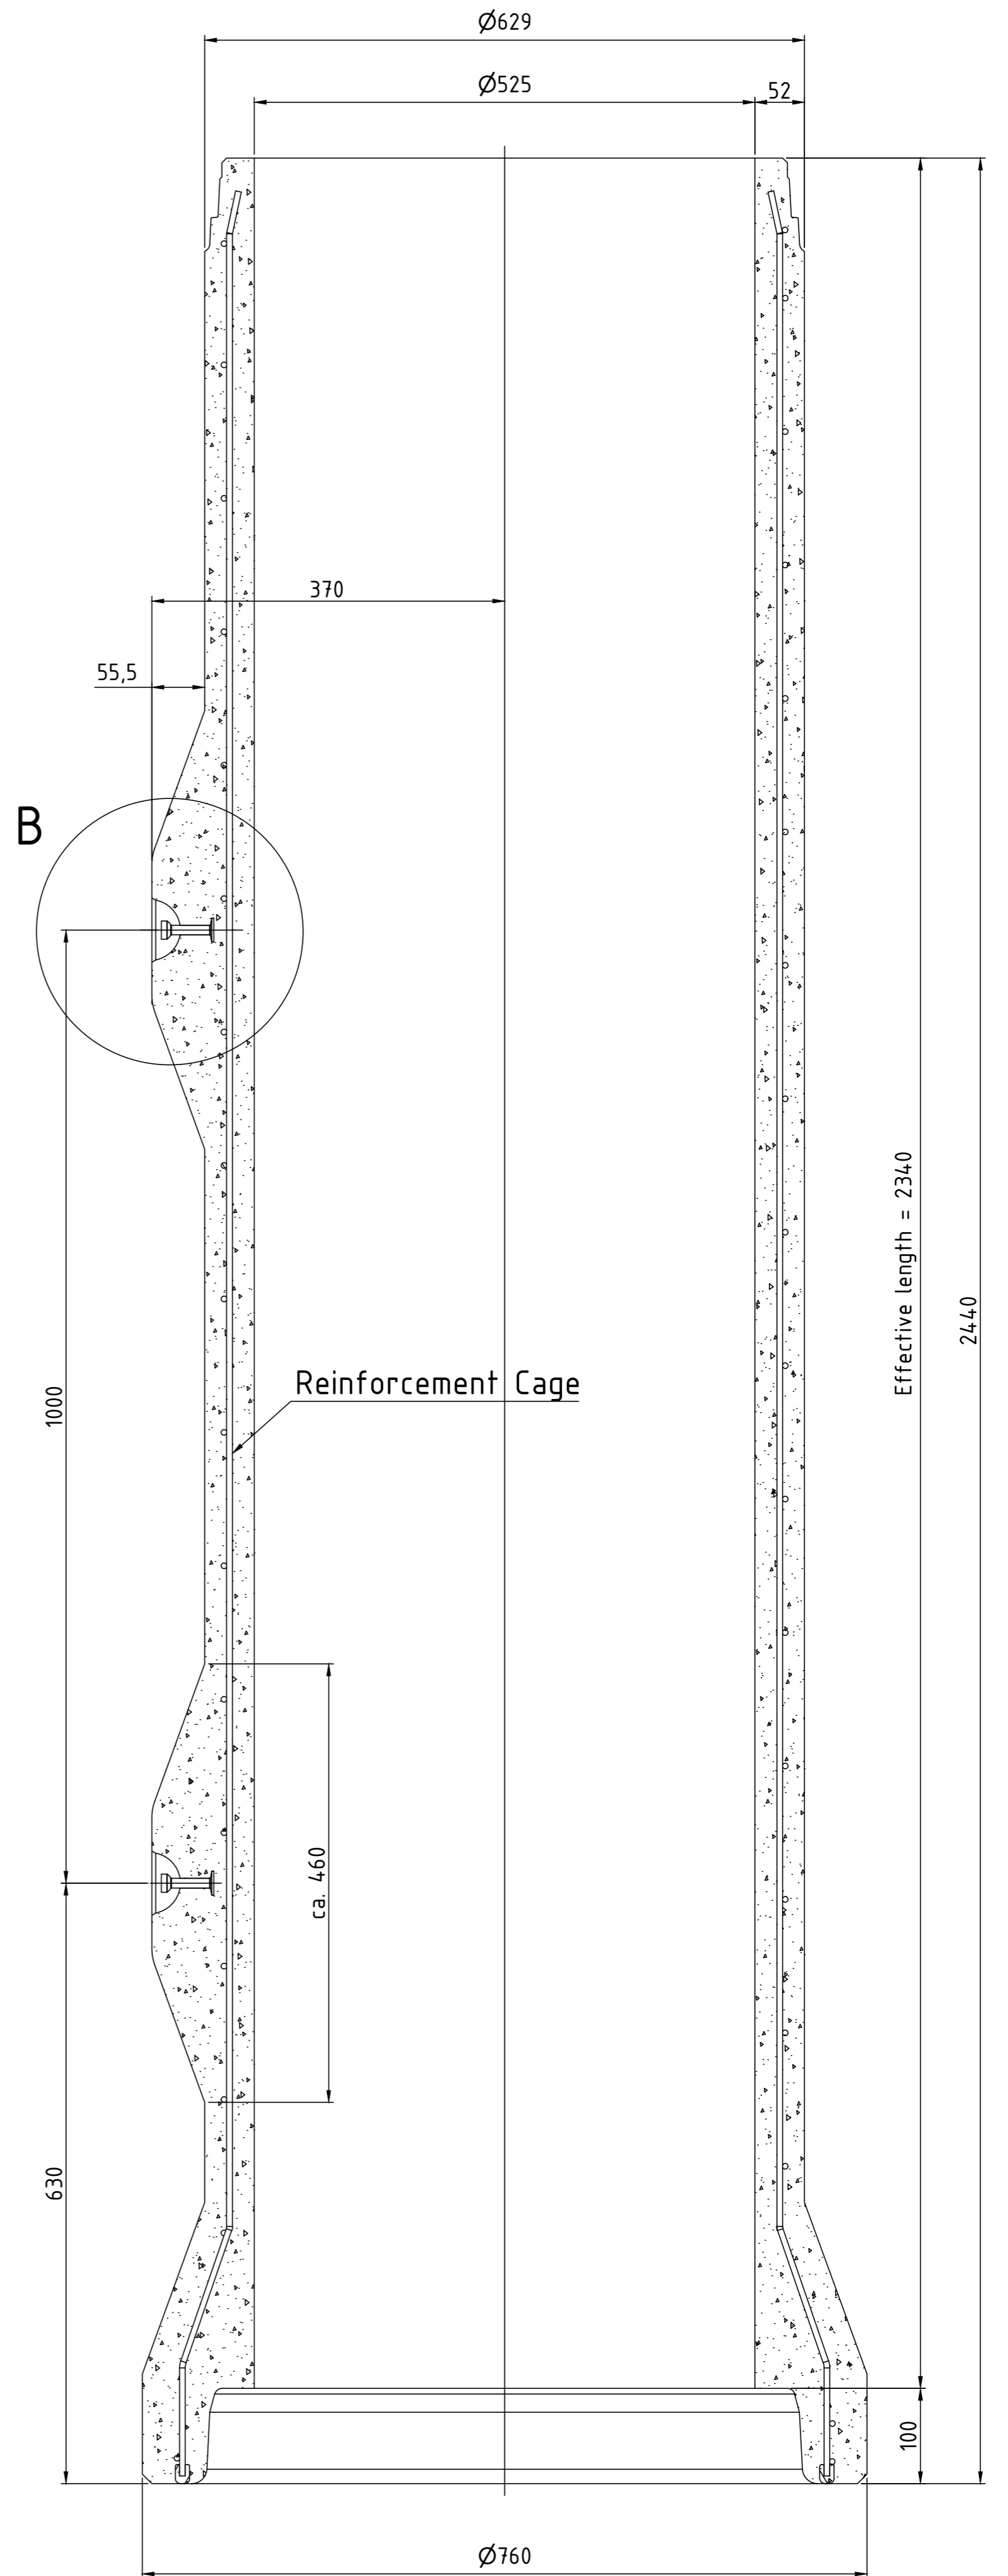 Ø629
Ø525
52
370
55,5
B
Effective length = 2340
2440
1000
Reinforcement Cage
ca. 460
630
100
Ø760